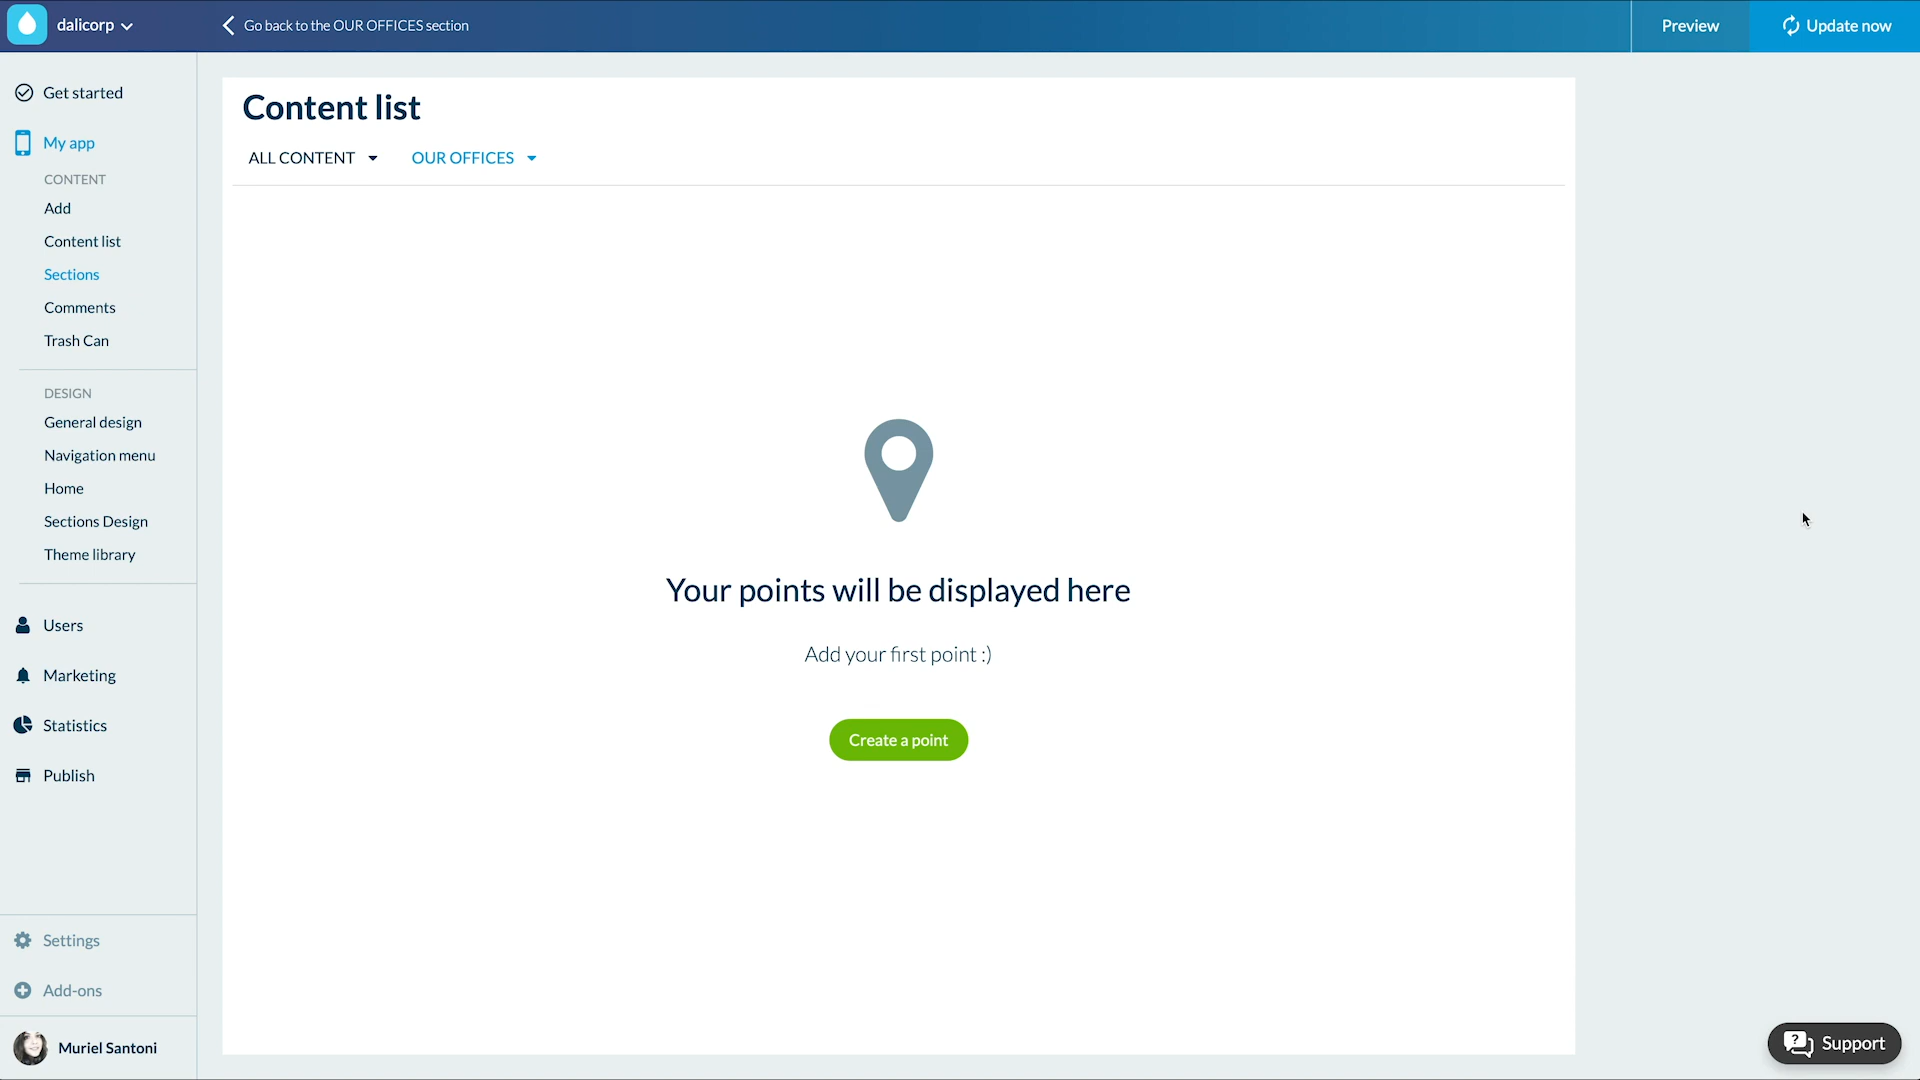 dalicorp
Go back to the OUR OFFICES section
Preview
Update now
Get started
My app
CONTENT
Add
Content list
Sections
Comments
Trash Can
DESIGN
General design
Navigation menu
Home
Sections Design
Theme library
Users
Marketing
Statistics
Publish
Settings
Add-ons
Muriel Santoni
Content list
ALL CONTENT
OUR OFFICES
Your points will be displayed here
Add your first point :)
Create a point
Support